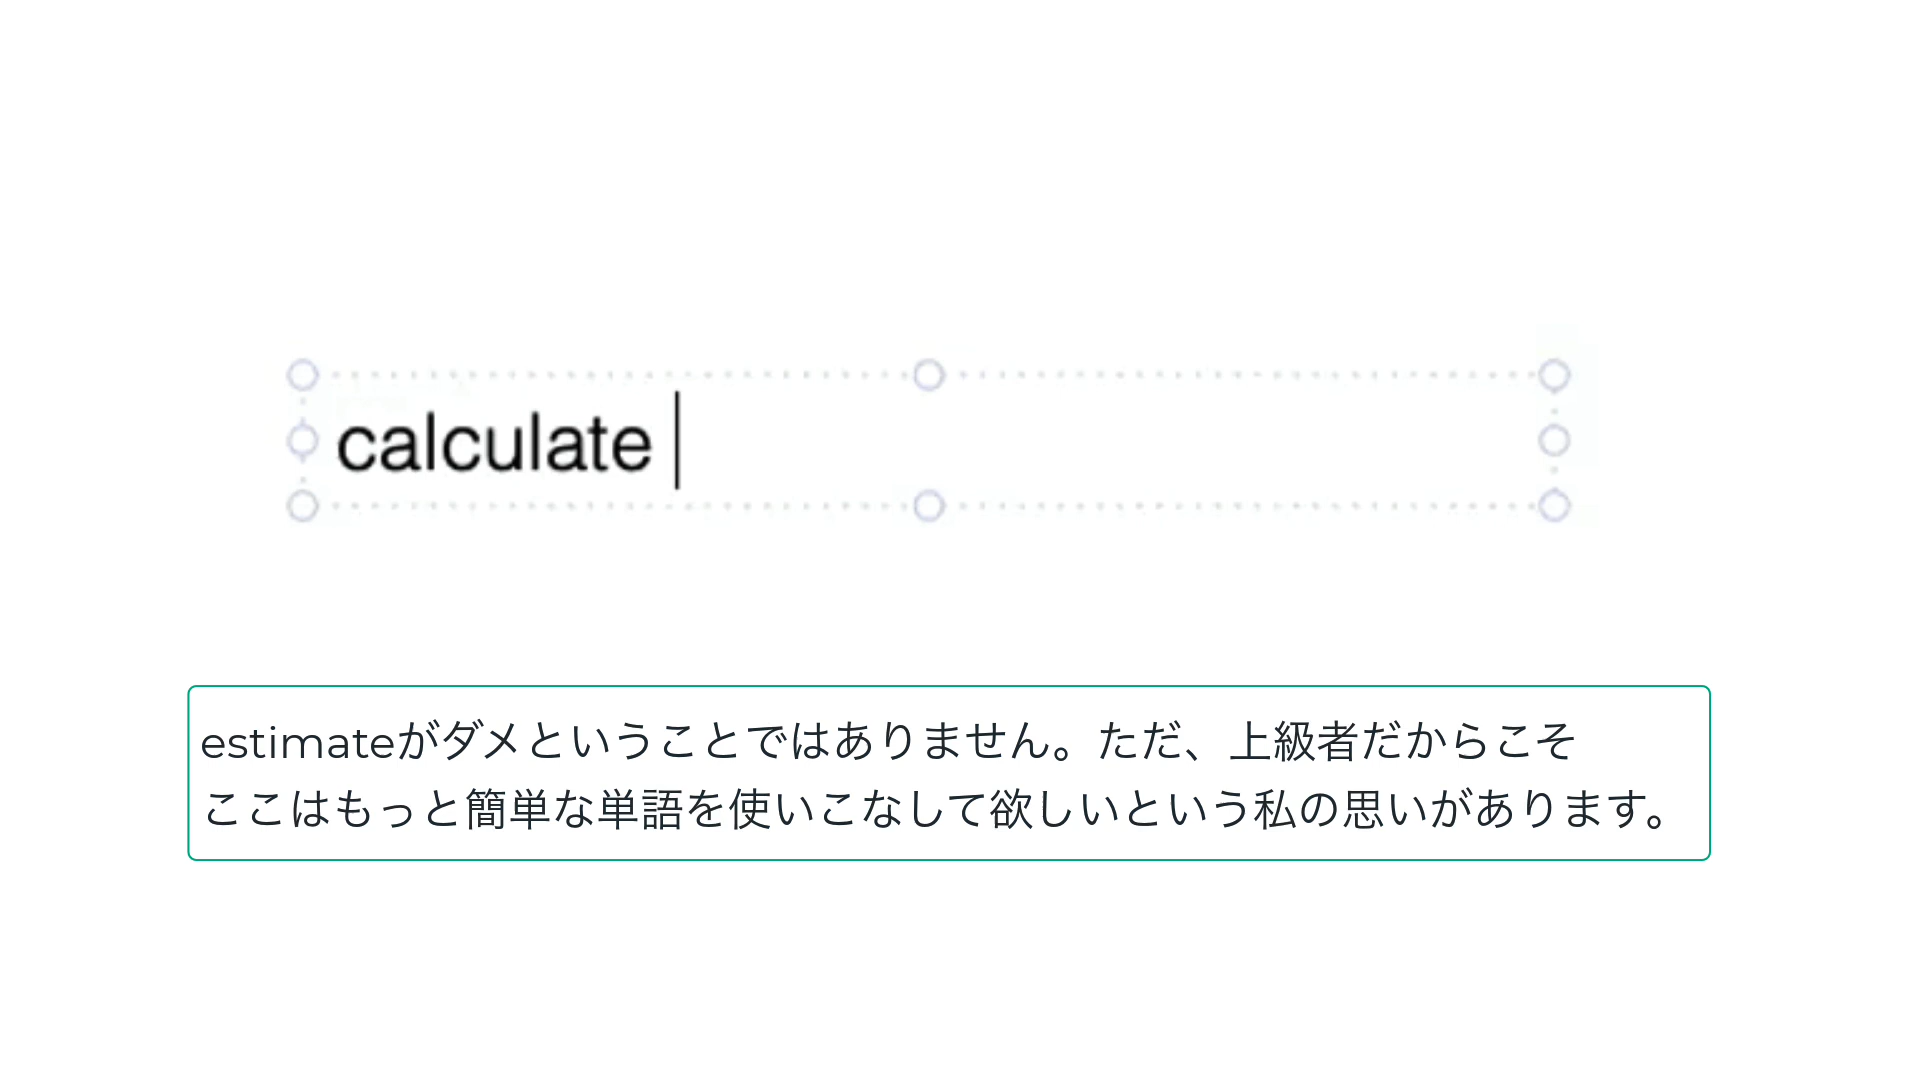 calculate
estimateがダメということではありません。ただ、上級者だからこそ
ここはもっと簡単な単語を使いこなして欲しいという私の思いがあります。